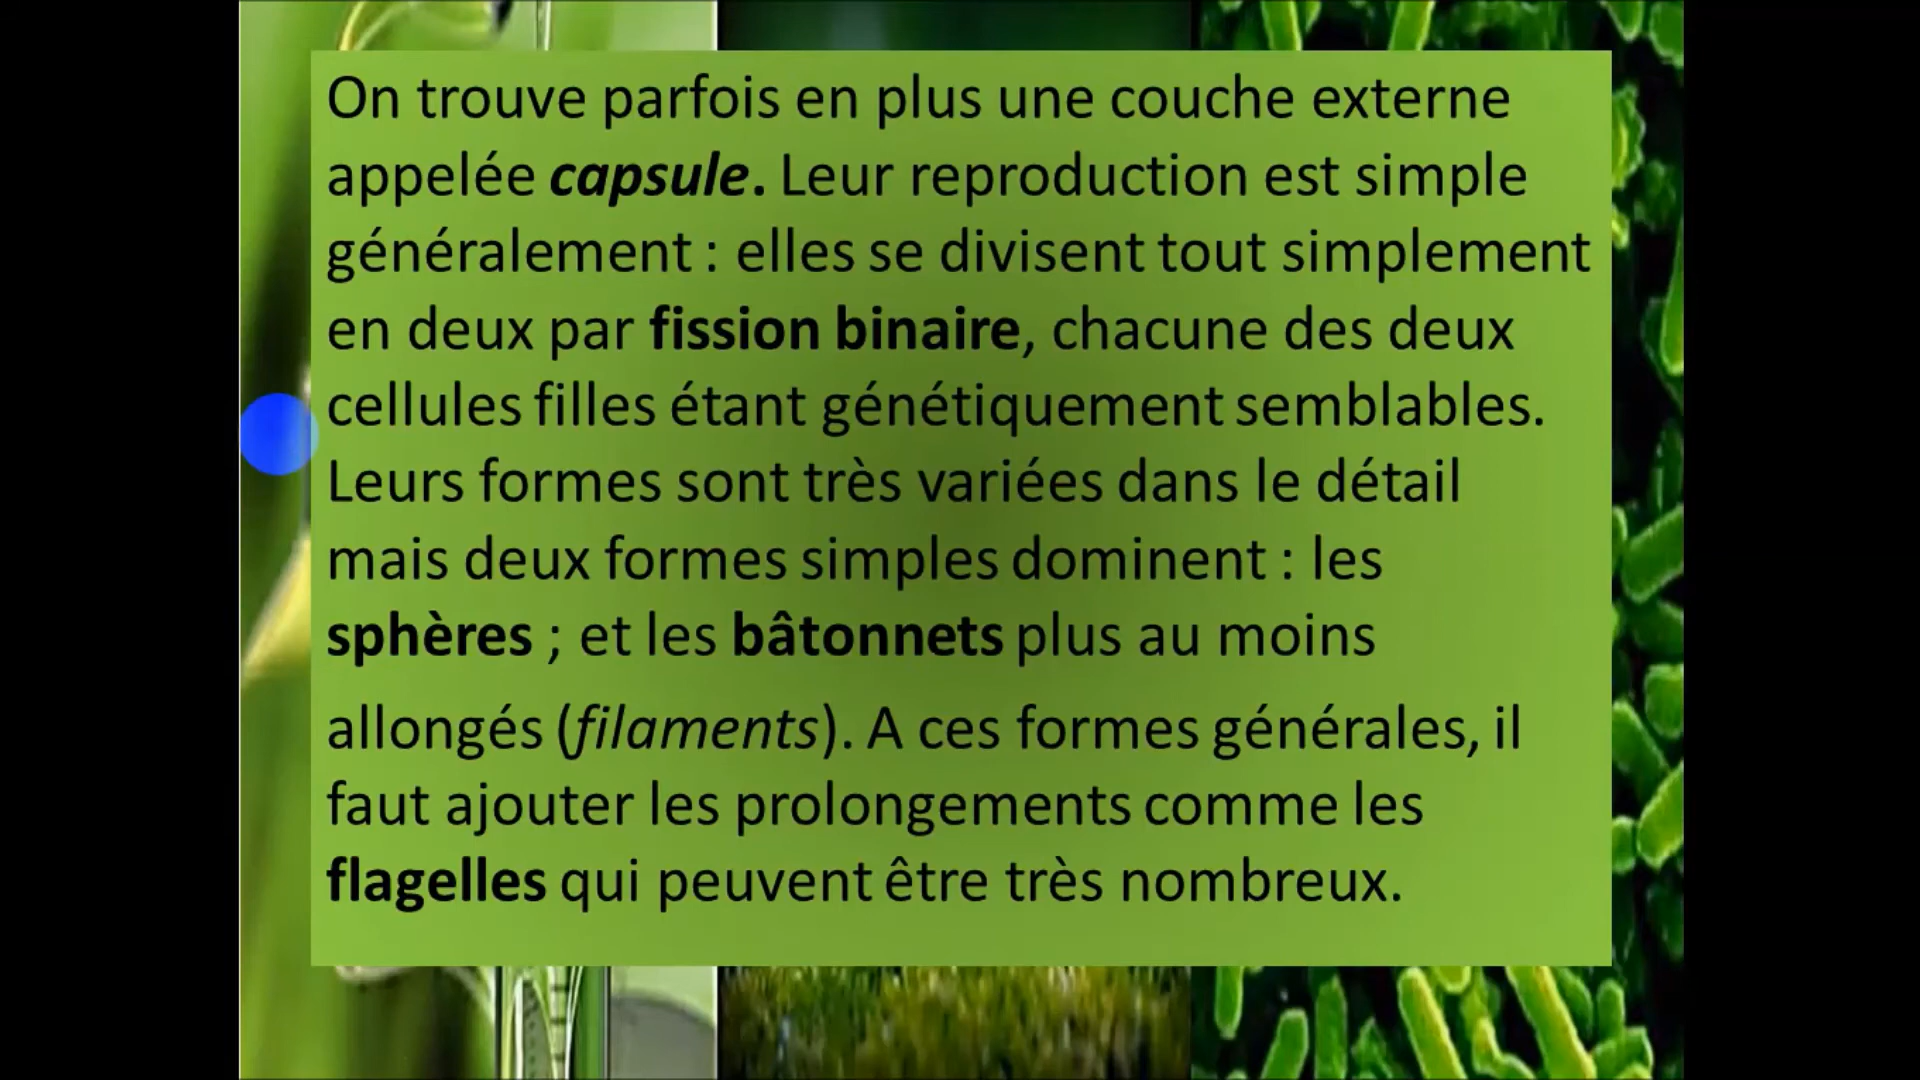 On trouve parfois en plus une couche externe
appelée capsule. Leur reproduction est simple
généralement : elles se divisent tout simplement
en deux par fission binaire, chacune des deux
cellules filles étant génétiquement semblables.
Leurs formes sont très variées dans le détail
mais deux formes simples dominent : les
sphères ; et les bâtonnets plus au moins
allongés (filaments). A ces formes générales, il
faut ajouter les prolongements comme les
flagelles qui peuvent être très nombreux.